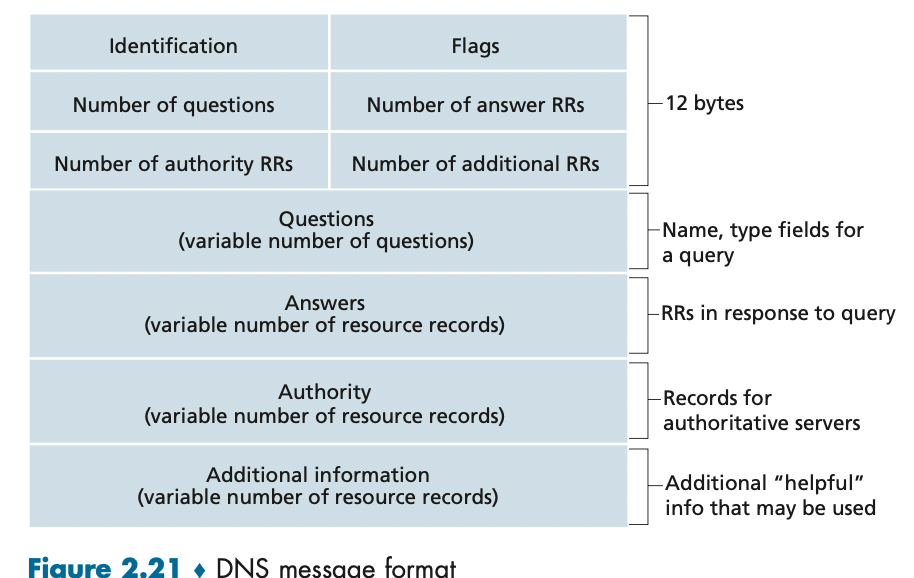 Identification
Flags
Number of questions
Number of answer RRs
12 bytes
Number of authority RRs
Number of additional RRs
Questions
(variable number of questions)
Name, type fields for
a query
Answers
(variable number of resource records)
RRs in response to query
Authority
(variable number of resource records)
Records for
authoritative servers
Additional information
(variable number of resource records)
Additional “helpful”
info that may be used
Figure 2.21 ♦ DNS message format